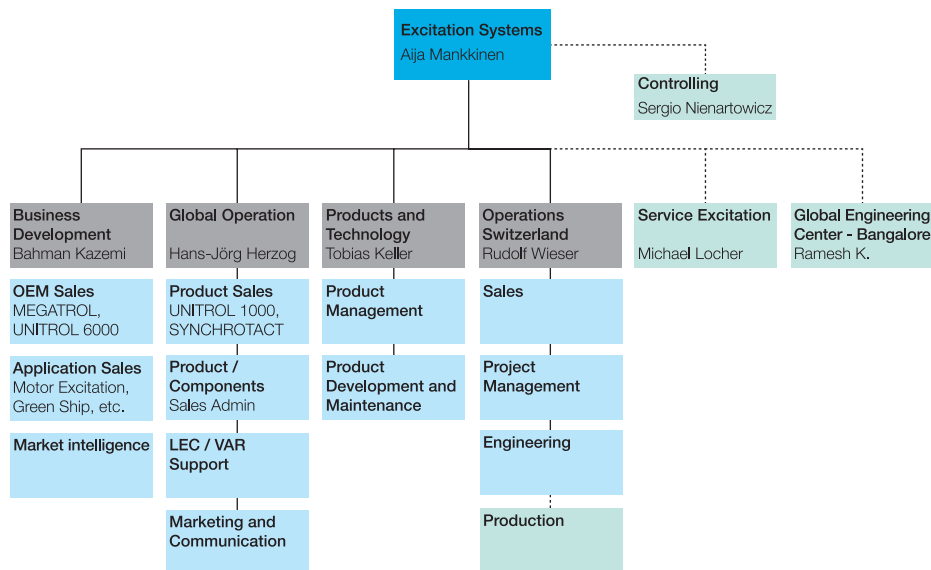 Excitation Systems
Aija Mankkinen
Controlling
Sergio Nienartowicz
Business
Development
Bahman Kazemi
Global Operation
Hans-Jörg Herzog
Products and
Technology
Tobias Keller
Operations
Switzerland
Rudolf Wieser
Service Excitation
Michael Locher
Global Engineering
Center - Bangalore
Ramesh K.
OEM Sales
MEGATROL,
UNITROL 6000
Product Sales
UNITROL 1000,
SYNCHROTACT
Product
Management
Sales
Application Sales
Motor Excitation,
Green Ship, etc.
Product /
Components
Sales Admin
Product
Development and
Maintenance
Project
Management
Market intelligence
LEC / VAR
Support
Engineering
Marketing and
Communication
Production